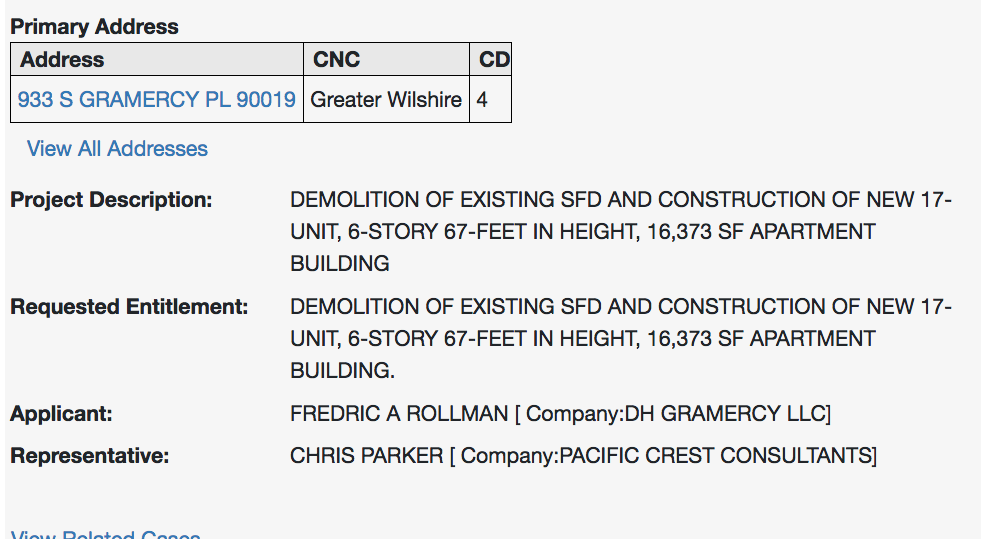 Primary Address
Address CNC CD
933 S GRAMERCY PL 90019 Greater Wilshire 4
View All Addresses
Project Description: DEMOLITION OF EXISTING SFD AND CONSTRUCTION OF NEW 17-
UNIT, 6-STORY 67-FEET IN HEIGHT, 16,373 SF APARTMENT
BUILDING
Requested Entitlement: DEMOLITION OF EXISTING SFD AND CONSTRUCTION OF NEW 17-
UNIT, 6-STORY 67-FEET IN HEIGHT, 16,373 SF APARTMENT
BUILDING.
Applicant: FREDRIC A ROLLMAN [ Company:DH GRAMERCY LLC]
Representative: CHRIS PARKER [ Company:PACIFIC CREST CONSULTANTS]
View Related Cases